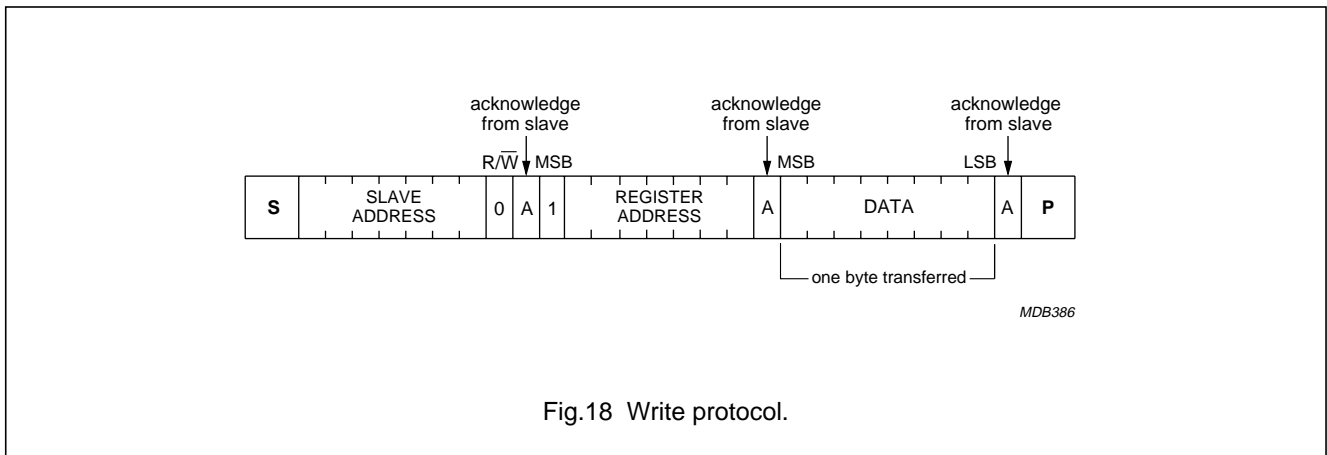 acknowledge
from slave
acknowledge
from slave
acknowledge
from slave
R/W̅
MSB
MSB
LSB
S
SLAVE
ADDRESS
0
A
1
REGISTER
ADDRESS
A
DATA
A
P
one byte transferred
MDB386
Fig.18 Write protocol.